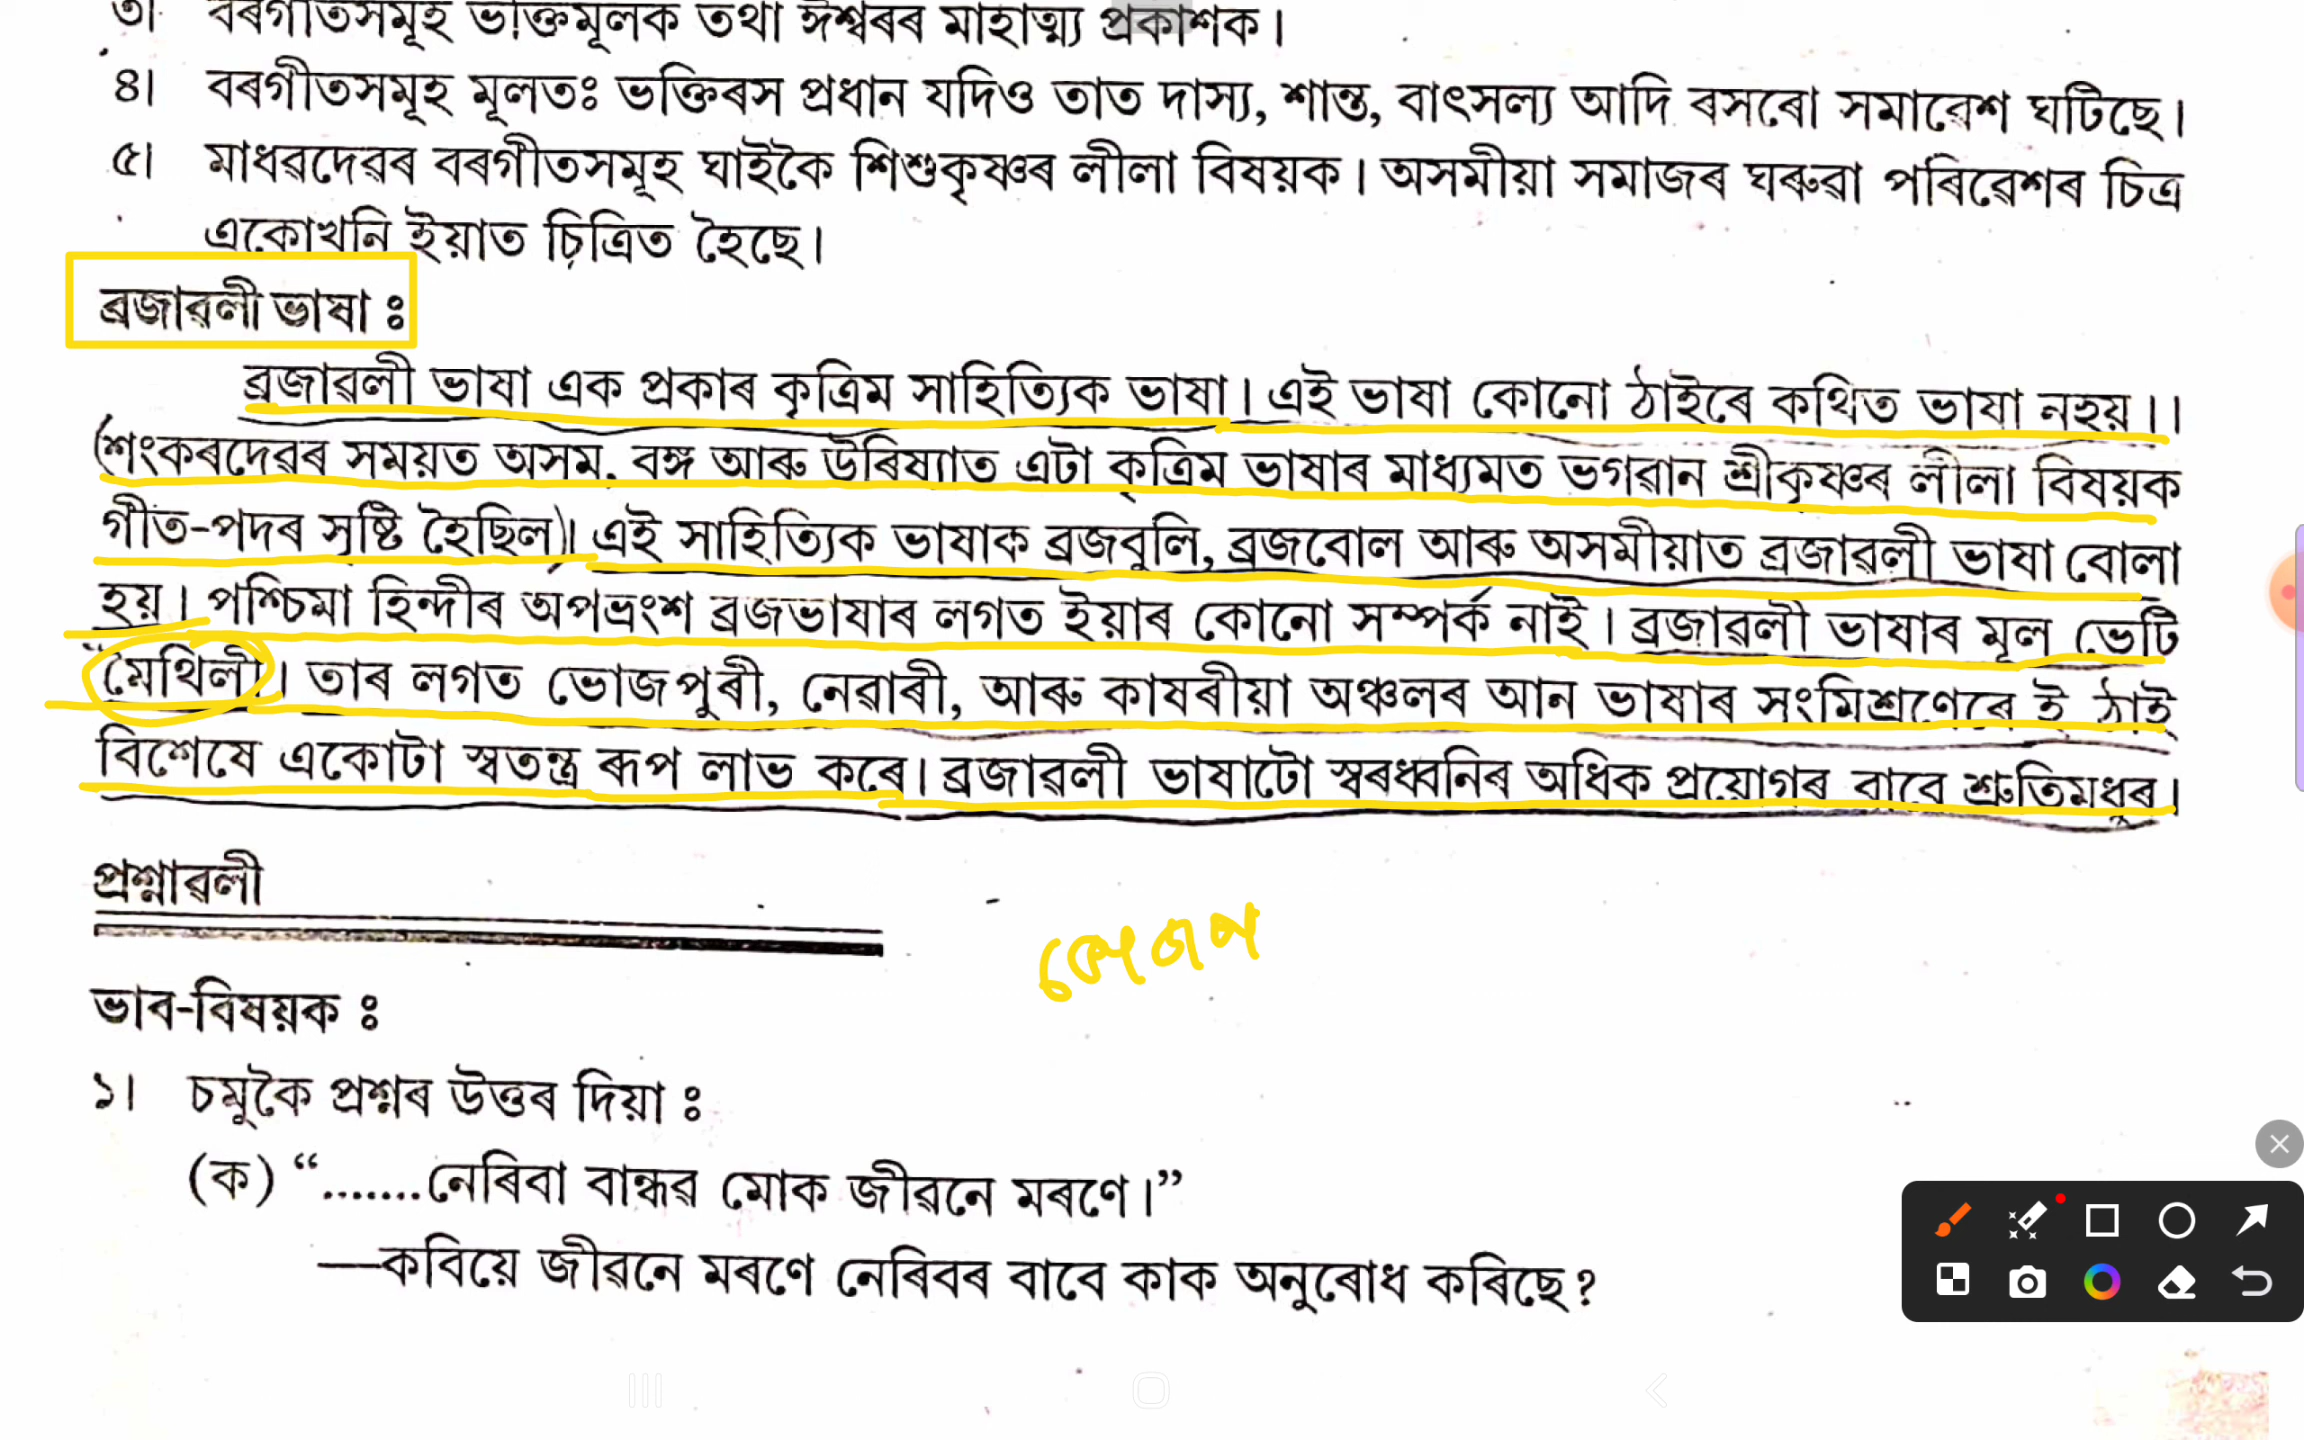 ৩। বৰগীতসমূহ ভক্তিমূলক তথা ঈশ্বৰৰ মাহাত্ম্য প্ৰকাশক।
৪। বৰগীতসমূহ মূলতঃ ভক্তিৰস প্ৰধান যদিও তাত দাস্য, শান্ত, বাৎসল্য আদি ৰসৰো সমাৱেশ ঘটিছে।
৫। মাধৱদেৱৰ বৰগীতসমূহ ঘাইকৈ শিশুকৃষ্ণৰ লীলা বিষয়ক। অসমীয়া সমাজৰ ঘৰুৱা পৰিৱেশৰ চিত্ৰ
একোখনি ইয়াত চিত্ৰিত হৈছে।
ব্ৰজাৱলী ভাষা ঃ
ব্ৰজাৱলী ভাষা এক প্ৰকাৰ কৃত্ৰিম সাহিত্যিক ভাষা। এই ভাষা কোনো ঠাইৰে কথিত ভাষা নহয়।।
(শংকৰদেৱৰ সময়ত অসম, বঙ্গ আৰু উৰিষ্যাত এটা কৃত্ৰিম ভাষাৰ মাধ্যমত ভগৱান শ্ৰীকৃষ্ণৰ লীলা বিষয়ক
গীত-পদৰ সৃষ্টি হৈছিল)। এই সাহিত্যিক ভাষাক ব্ৰজবুলি, ব্ৰজবোল আৰু অসমীয়াত ব্ৰজাৱলী ভাষা বোলা
হয়। পশ্চিমা হিন্দীৰ অপভ্ৰংশ ব্ৰজভাষাৰ লগত ইয়াৰ কোনো সম্পৰ্ক নাই। ব্ৰজাৱলী ভাষাৰ মূল ভেটি
মৈথিলী। তাৰ লগত ভোজপুৰী, নেৱাৰী, আৰু কাষৰীয়া অঞ্চলৰ আন ভাষাৰ সংমিশ্ৰণেৰে ই ঠাই
বিশেষে একোটা স্বতন্ত্ৰ ৰূপ লাভ কৰে। ব্ৰজাৱলী ভাষাটো স্বৰধ্বনিৰ অধিক প্ৰয়োগৰ বাবে শ্ৰুতিমধুৰ।
প্ৰশ্নাৱলী
ভাব-বিষয়ক ঃ
১। চমুকৈ প্ৰশ্নৰ উত্তৰ দিয়া ঃ
(ক) “.......নেৰিবা বান্ধৱ মোক জীৱনে মৰণে।”
—কবিয়ে জীৱনে মৰণে নেৰিবৰ বাবে কাক অনুৰোধ কৰিছে?